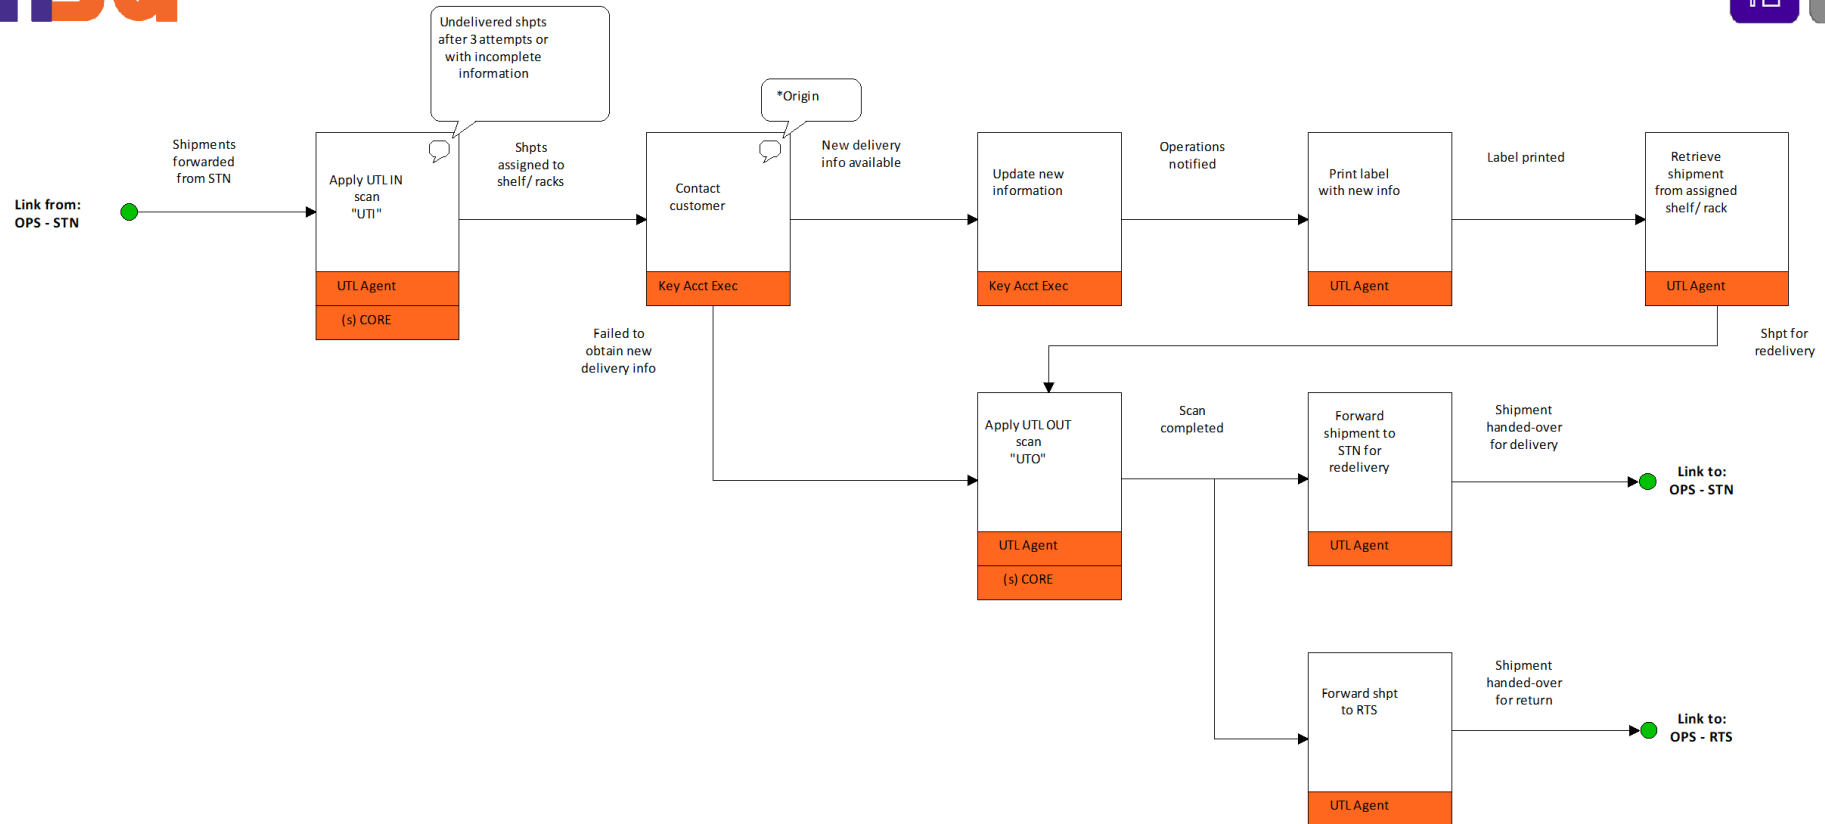 Undelivered shpts
after 3 attempts or
with incomplete
information
*Origin
Shipments
forwarded
from STN
Link from:
OPS - STN
Apply UTL IN
scan
"UTI"
UTL Agent
(s) CORE
Shpts
assigned to
shelf/ racks
Contact
customer
Key Acct Exec
New delivery
info available
Update new
information
Key Acct Exec
Operations
notified
Print label
with new info
UTL Agent
Label printed
Retrieve
shipment
from assigned
shelf/ rack
UTL Agent
Failed to
obtain new
delivery info
Shpt for
redelivery
Apply UTL OUT
scan
"UTO"
UTL Agent
(s) CORE
Scan
completed
Forward
shipment to
STN for
redelivery
UTL Agent
Shipment
handed-over
for delivery
Link to:
OPS - STN
Forward shpt
to RTS
UTL Agent
Shipment
handed-over
for return
Link to:
OPS - RTS